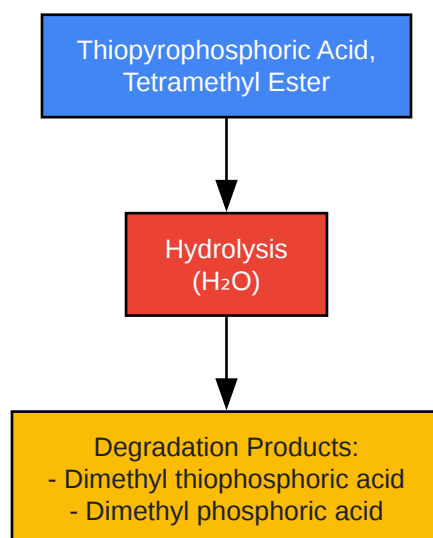 Thiopyrophosphoric Acid,
Tetramethyl Ester
Hydrolysis
(H₂O)
Degradation Products:
- Dimethyl thiophosphoric acid
- Dimethyl phosphoric acid